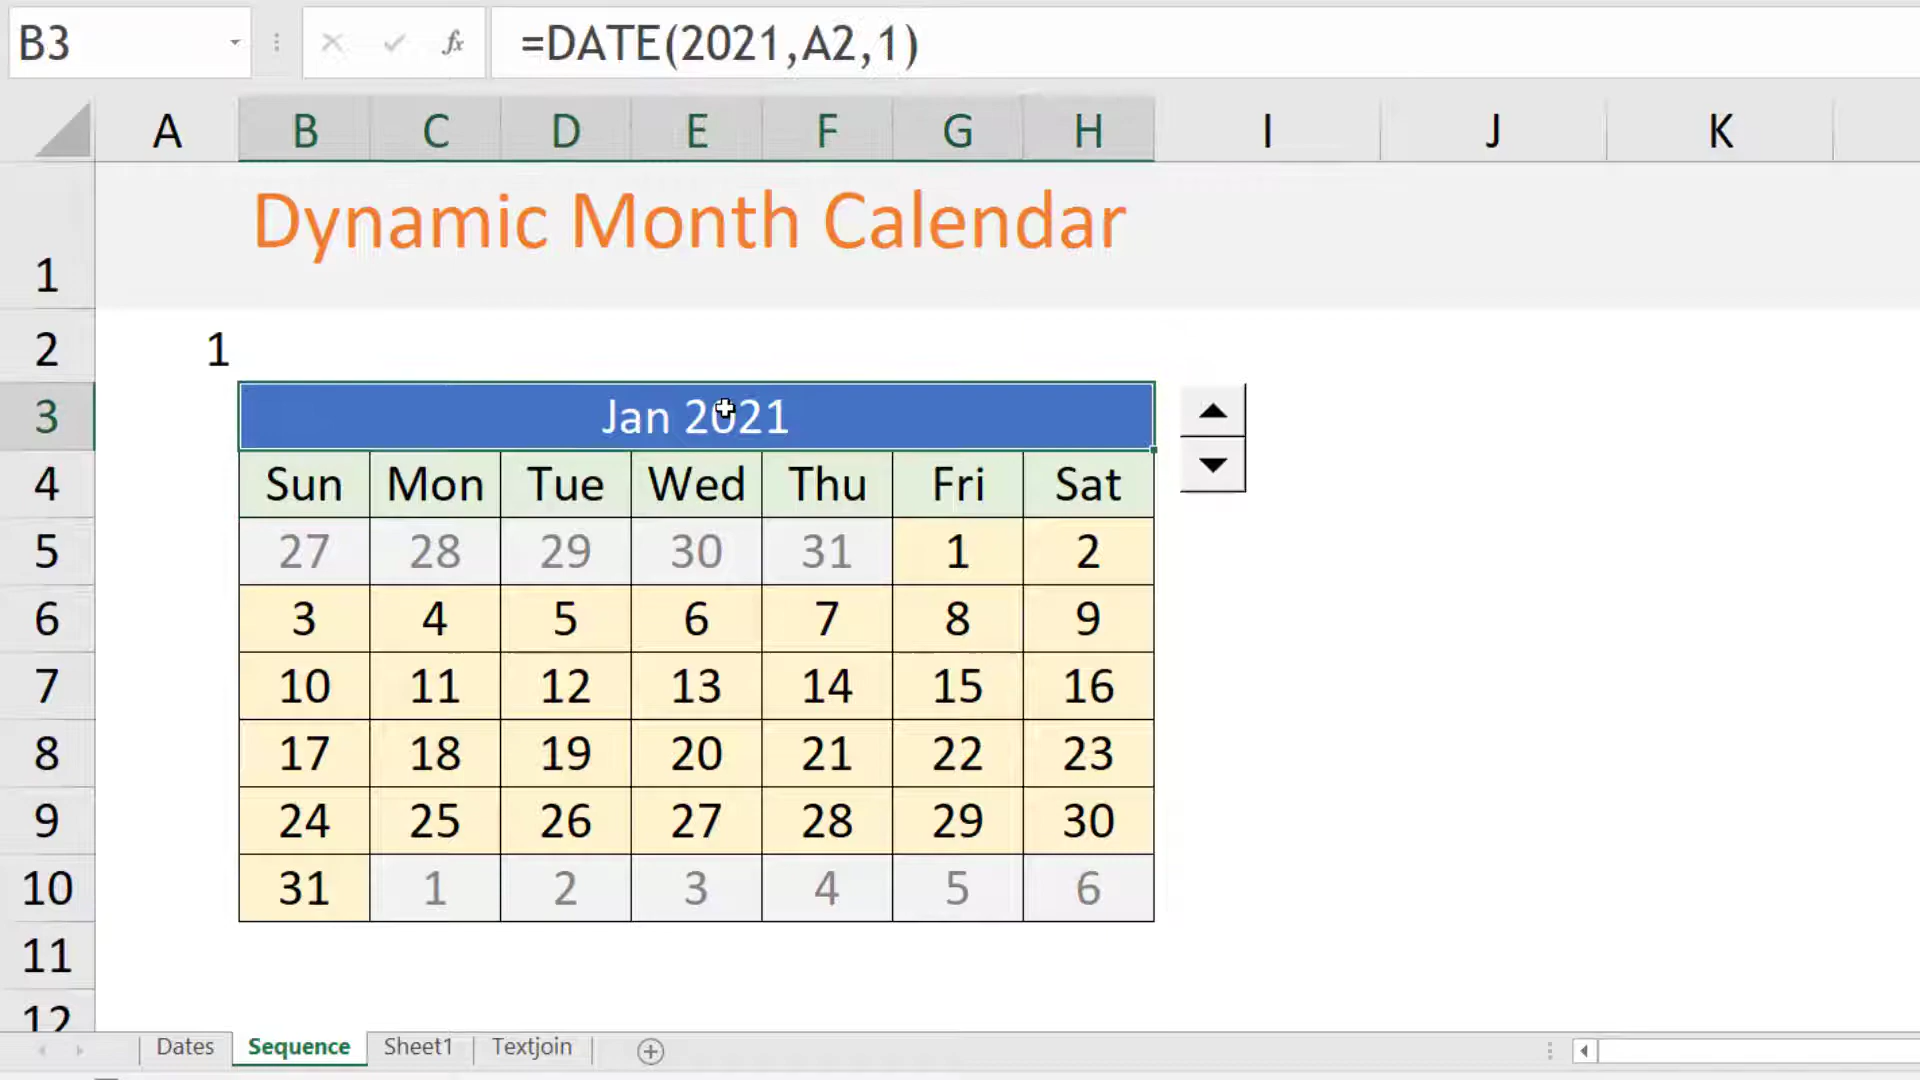 B3 fx =DATE(2021,A2,1)
A B C D E F G H I J K
1 Dynamic Month Calendar
2 1
3 Jan 2021
4 Sun Mon Tue Wed Thu Fri Sat
5 27 28 29 30 31 1 2
6 3 4 5 6 7 8 9
7 10 11 12 13 14 15 16
8 17 18 19 20 21 22 23
9 24 25 26 27 28 29 30
10 31 1 2 3 4 5 6
11
12
Dates Sequence Sheet1 Textjoin